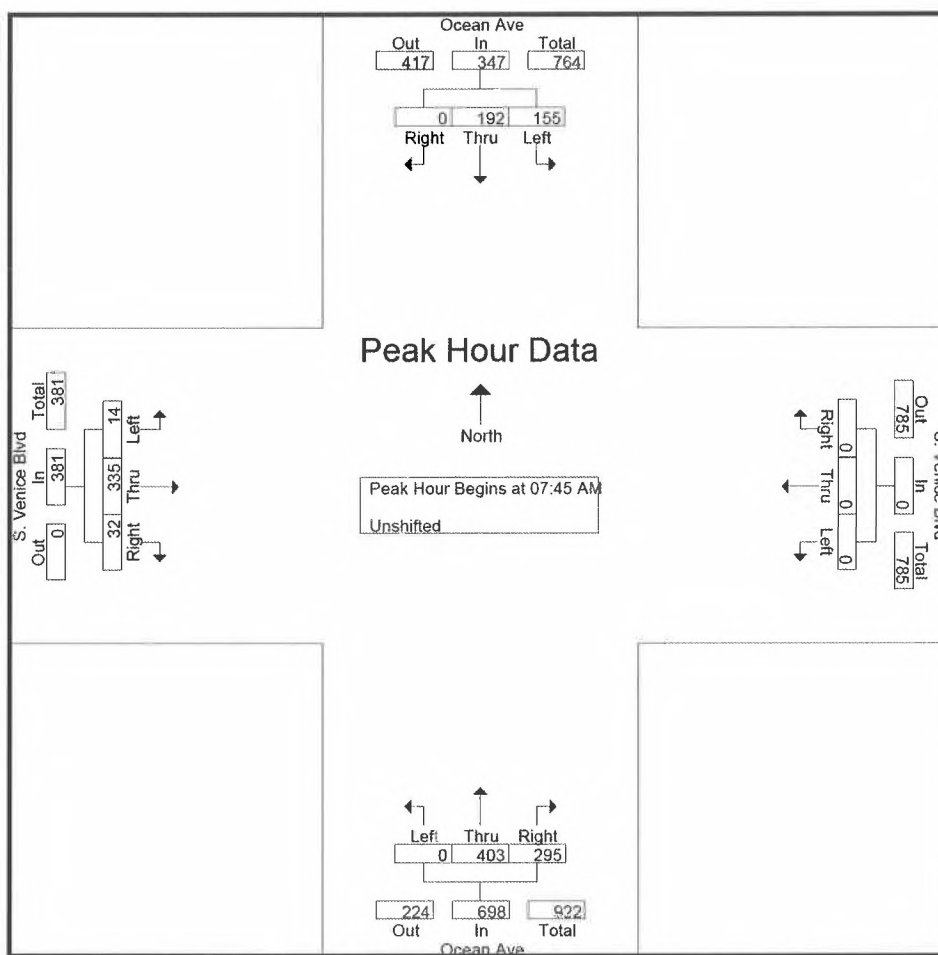 Ocean Ave
Out In Total
417 347 764
0 192 155
Right Thru Left
Peak Hour Data
North
Peak Hour Begins at 07:45 AM
Unshifted
S. Venice Blvd
Total In Out
381 381 0
14 335 32
Left Thru Right
Out In Total
785 0 785
0 0 0
Right Thru Left
Left Thru Right
0 403 295
224 698 922
Out In Total
Ocean Ave